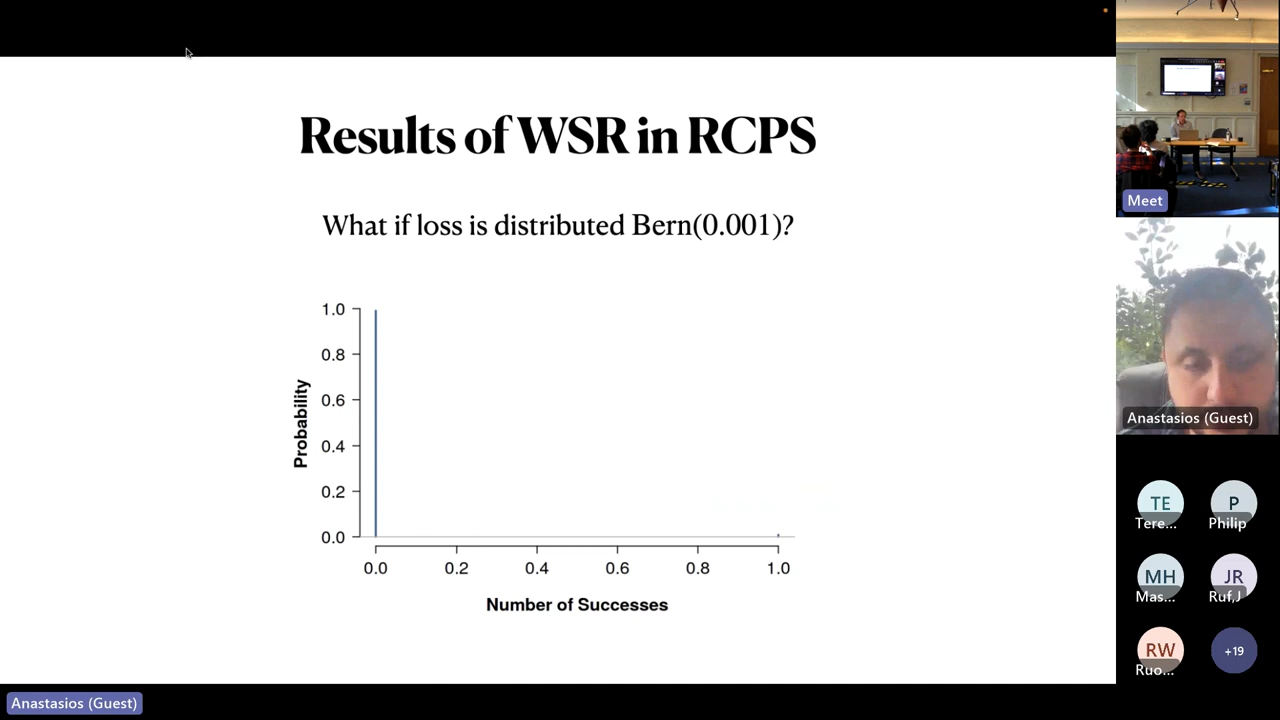 Results of WSR in RCPS
What if loss is distributed Bern(0.001)?
1.0
0.8
0.6
0.4
0.2
0.0
Probability
0.0 0.2 0.4 0.6 0.8 1.0
Number of Successes
Meet
Anastasios (Guest)
TE
Tere...
P
Philip
MH
Mas...
JR
Ruf,J
RW
Ruo...
+19
Anastasios (Guest)